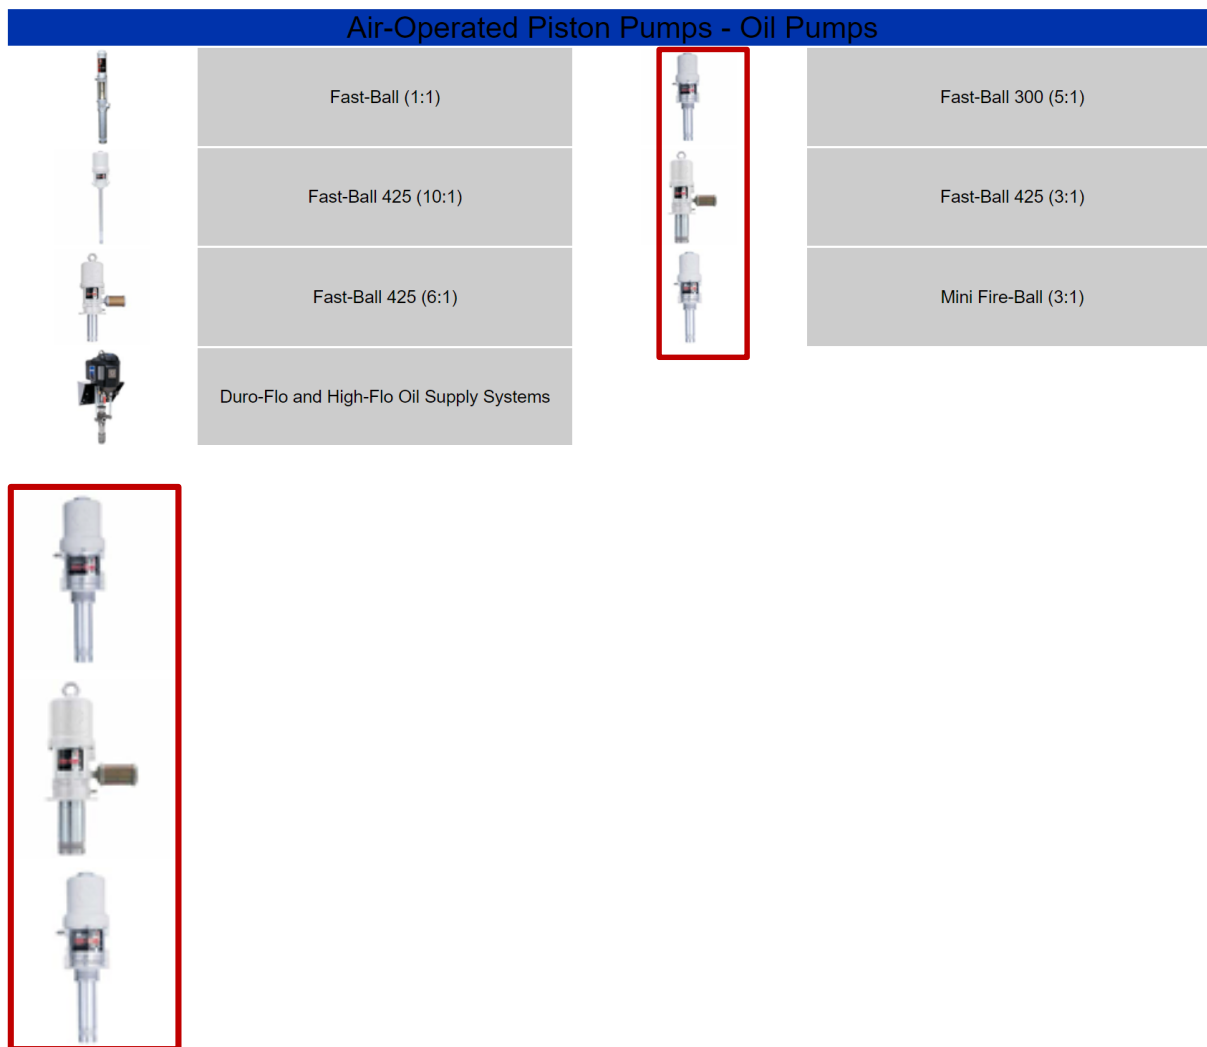 Air-Operated Piston Pumps - Oil Pumps
Fast-Ball (1:1)
Fast-Ball 300 (5:1)
Fast-Ball 425 (10:1)
Fast-Ball 425 (3:1)
Fast-Ball 425 (6:1)
Mini Fire-Ball (3:1)
Duro-Flo and High-Flo Oil Supply Systems